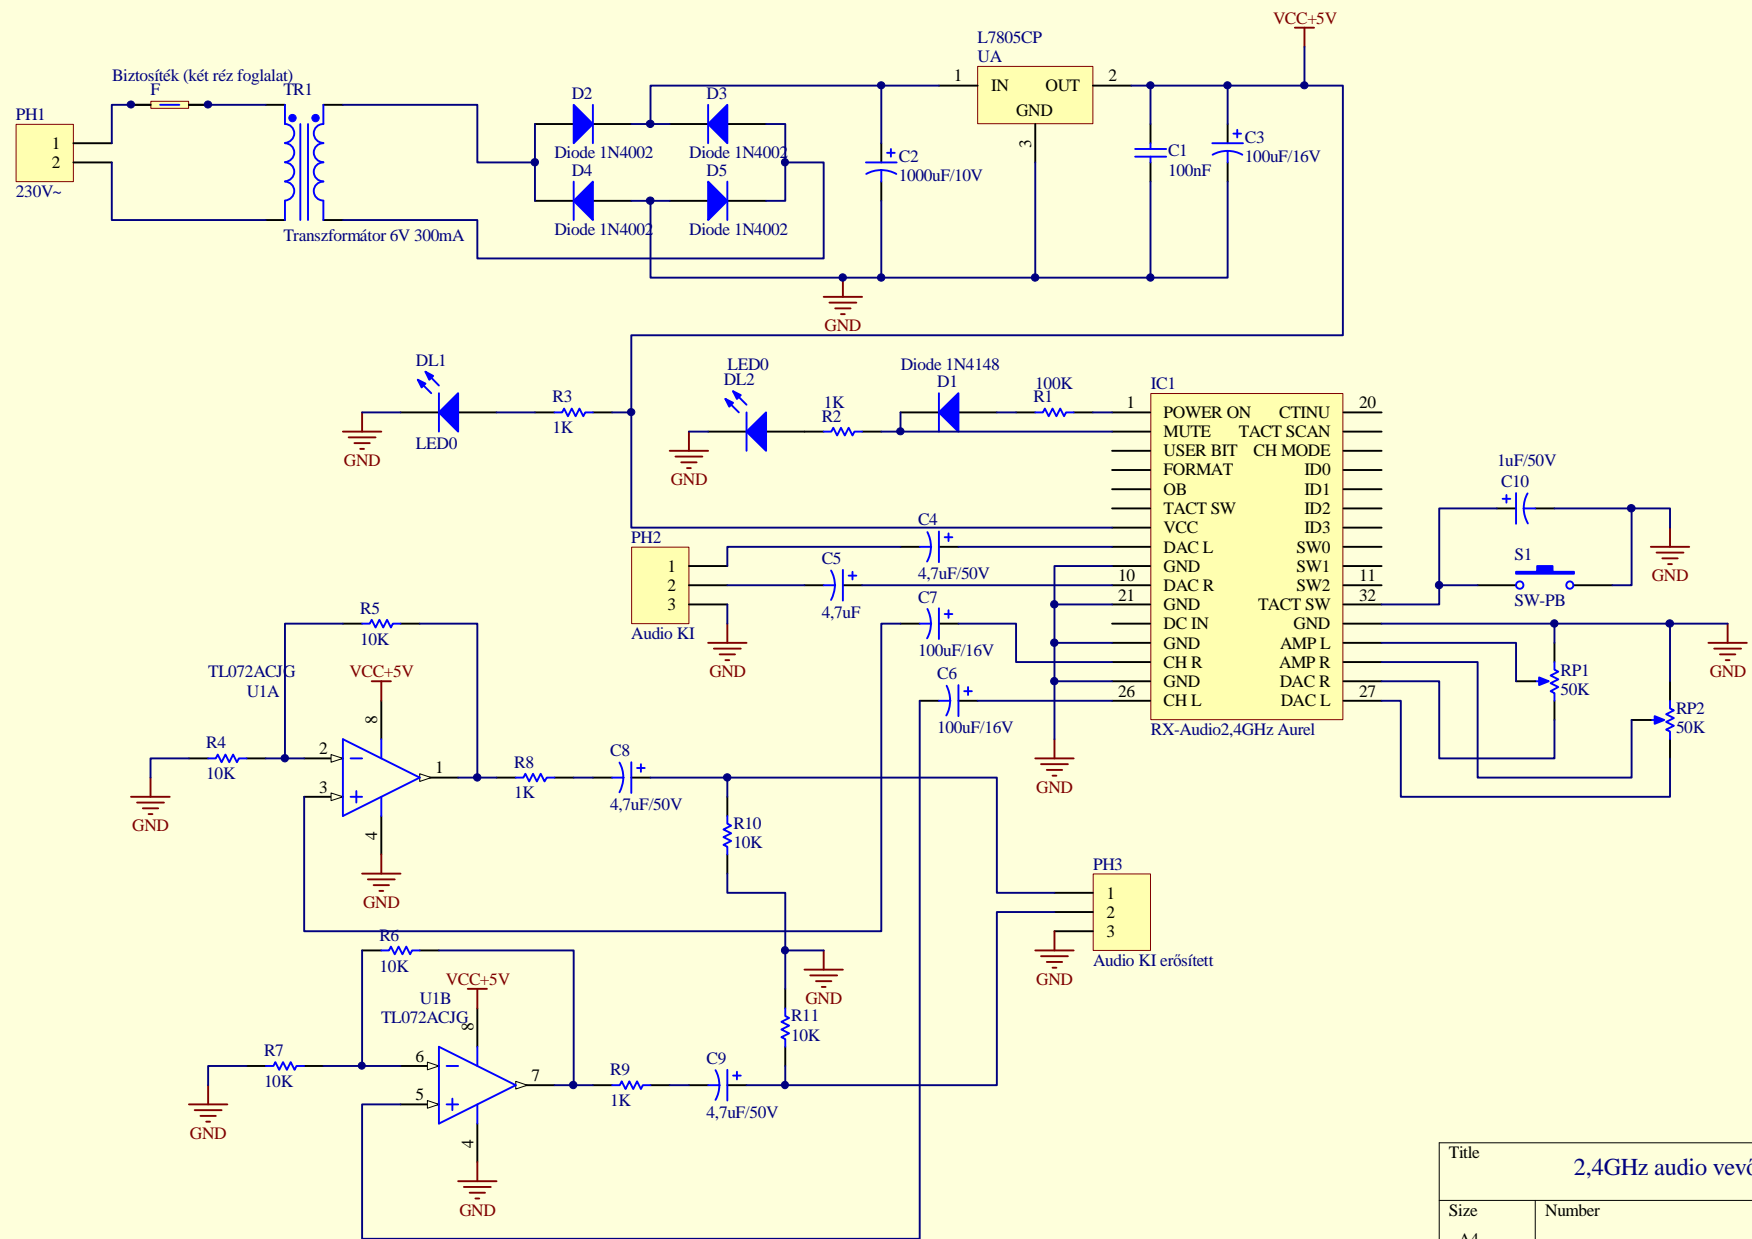 VCC+5V
L7805CP
UA
1
IN
OUT
2
GND
3
Biztosíték (két réz foglalat)
F
TR1
PH1
1
2
230V~
Transzformátor 6V 300mA
D2
Diode 1N4002
D3
Diode 1N4002
D4
Diode 1N4002
D5
Diode 1N4002
C2
1000uF/10V
C1
100nF
C3
100uF/16V
GND
DL1
LED0
GND
R3
1K
LED0
DL2
GND
1K
R2
Diode 1N4148
D1
100K
R1
IC1
1 POWER ON CTINU 20
MUTE TACT SCAN
USER BIT CH MODE
FORMAT ID0
OB ID1
TACT SW ID2
VCC ID3
DAC L SW0
GND SW1
10 DAC R SW2 11
21 GND TACT SW 32
DC IN GND
GND AMP L
CH R AMP R
GND DAC R
26 CH L DAC L 27
RX-Audio2,4GHz Aurel
GND
1uF/50V
C10
GND
S1
SW-PB
GND
RP1
50K
RP2
50K
PH2
1
2
3
Audio KI
GND
C4
4,7uF/50V
C5
4,7uF
C7
100uF/16V
C6
100uF/16V
R5
10K
TL072ACJG
U1A
VCC+5V
8
R4
10K
GND
2
3
1
4
GND
R8
1K
C8
4,7uF/50V
R10
10K
PH3
1
2
3
Audio KI erősített
GND
R6
10K
VCC+5V
U1B
TL072ACJG
8
GND
R11
10K
R7
10K
GND
6
5
7
4
GND
R9
1K
C9
4,7uF/50V
Title
2,4GHz audio vevő
Size
Number